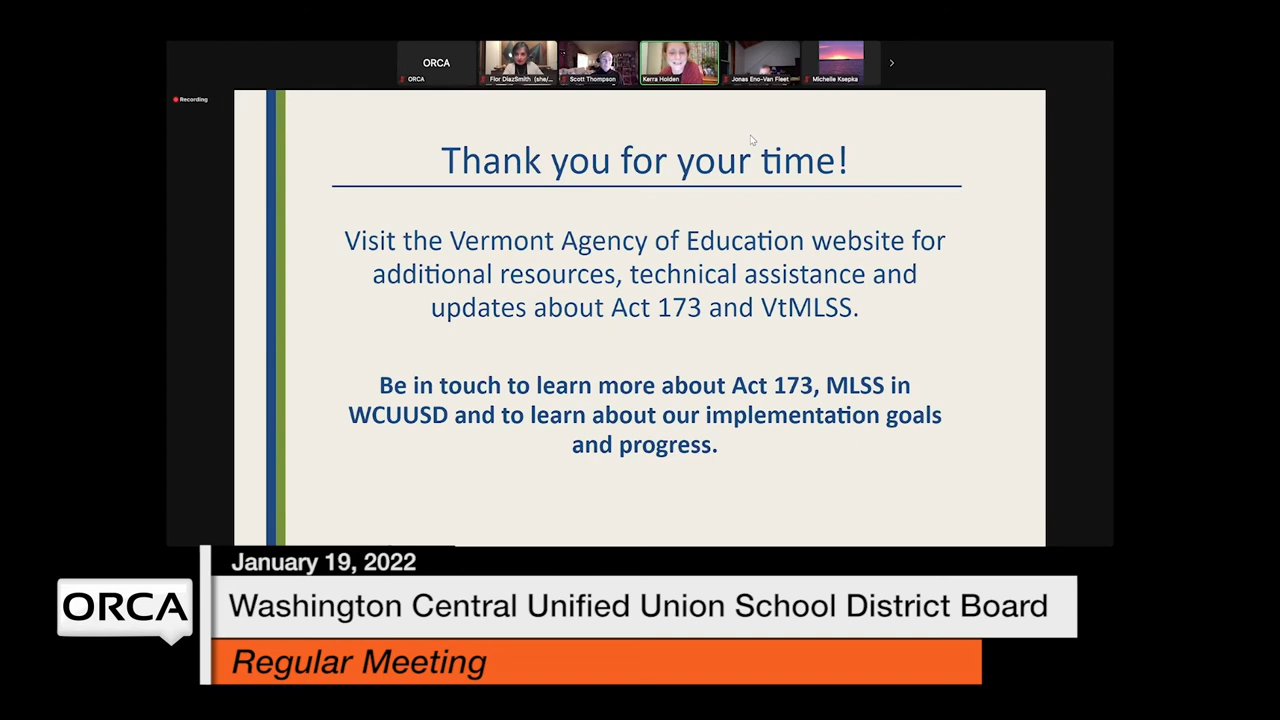 ORCA
ORCA
Flor DiazSmith (she/...
Scott Thompson
Kerra Holden
Jonas Eno-Van Fleet
Michelle Ksepka
Recording
Thank you for your time!
Visit the Vermont Agency of Education website for
additional resources, technical assistance and
updates about Act 173 and VtMLSS.
Be in touch to learn more about Act 173, MLSS in
WCUUSD and to learn about our implementation goals
and progress.
January 19, 2022
ORCA
Washington Central Unified Union School District Board
Regular Meeting